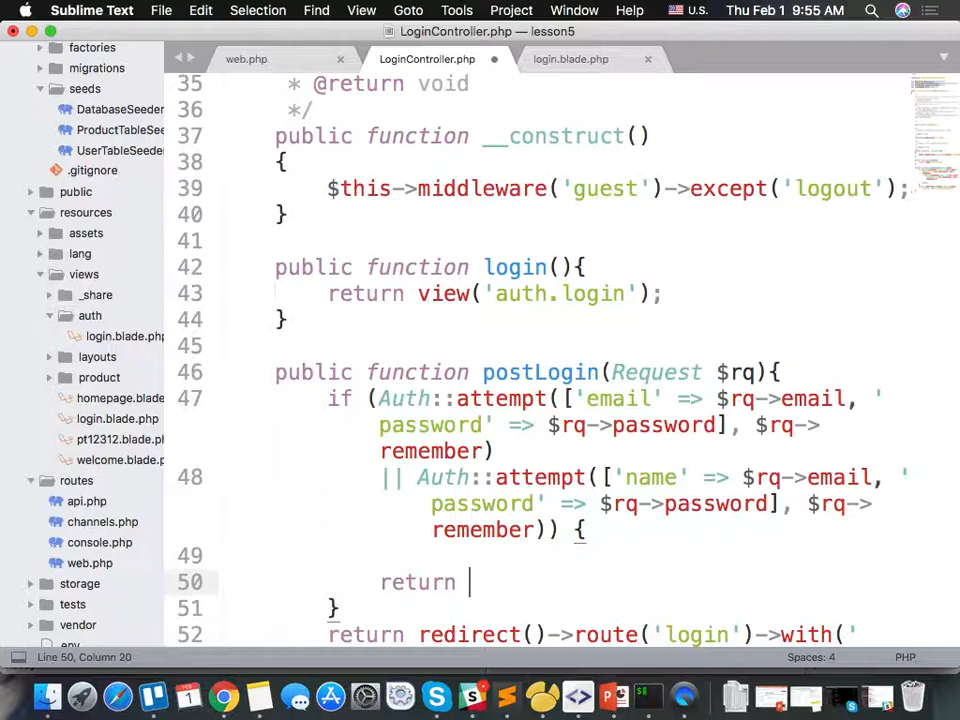 Sublime Text File Edit Selection Find View Goto Tools Project Window Help U.S. Thu Feb 1 9:55 AM
LoginController.php — lesson5
web.php × LoginController.php login.blade.php ×
factories
migrations
seeds
DatabaseSeeder
ProductTableSee
UserTableSeeder
.gitignore
public
resources
assets
lang
views
_share
auth
login.blade.php
layouts
product
homepage.blade
login.blade.php
pt12312.blade.ph
welcome.blade.p
routes
api.php
channels.php
console.php
web.php
storage
tests
vendor
.env
35 * @return void
36 */
37 public function __construct()
38 {
39 $this->middleware('guest')->except('logout');
40 }
41
42 public function login(){
43 return view('auth.login');
44 }
45
46 public function postLogin(Request $rq){
47 if (Auth::attempt(['email' => $rq->email, '
password' => $rq->password], $rq->
remember)
48 || Auth::attempt(['name' => $rq->email, '
password' => $rq->password], $rq->
remember)) {
49
50 return
51 }
52 return redirect()->route('login')->with('
Line 50, Column 20 Spaces: 4 PHP